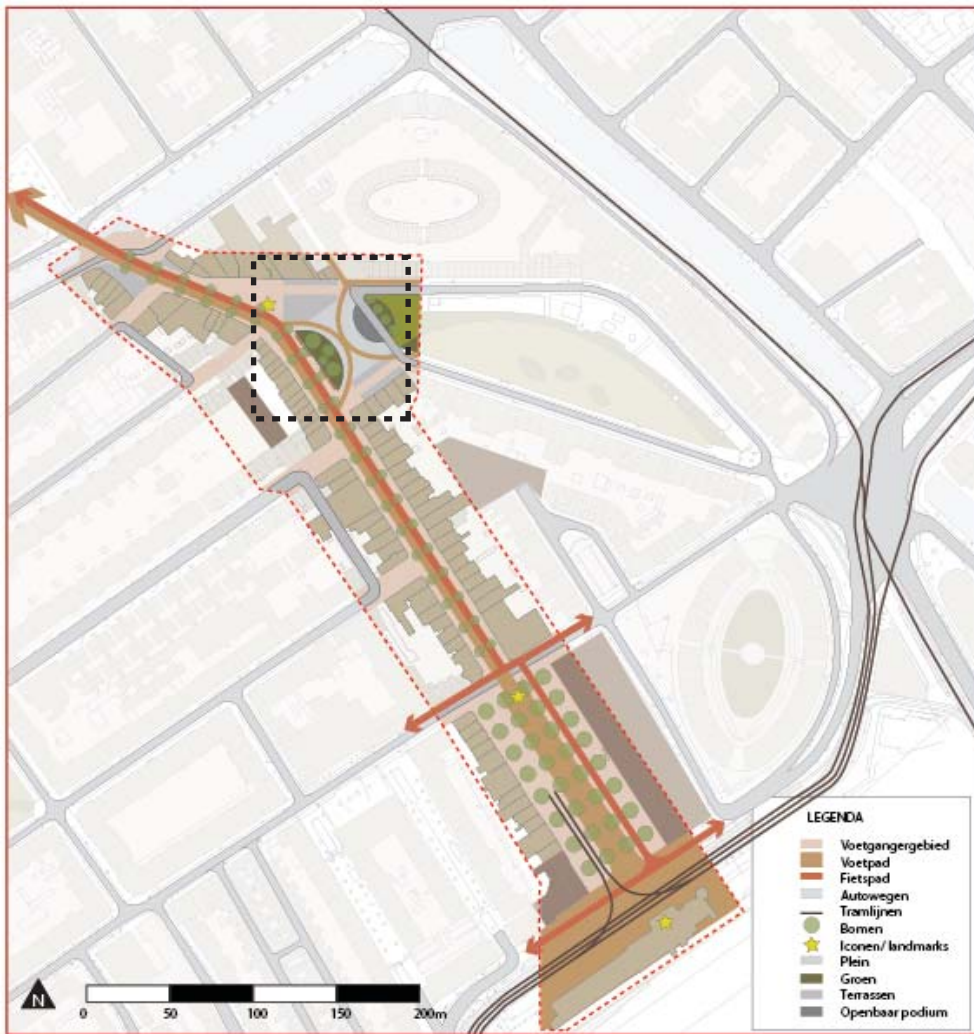 LEGENDA
Voetgangergebied
Voetpad
Fietspad
Autowegen
Tramlijnen
Bomen
Iconen/ landmarks
Plein
Groen
Terrassen
Openbaar podium
N
0 50 100 150 200m